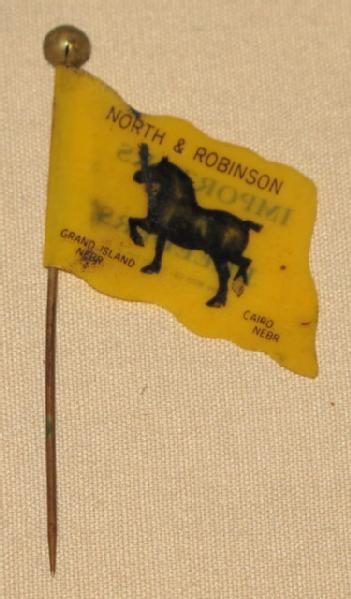 NORTH & ROBINSON
GRAND ISLAND
NEBR
CAIRO
NEBR